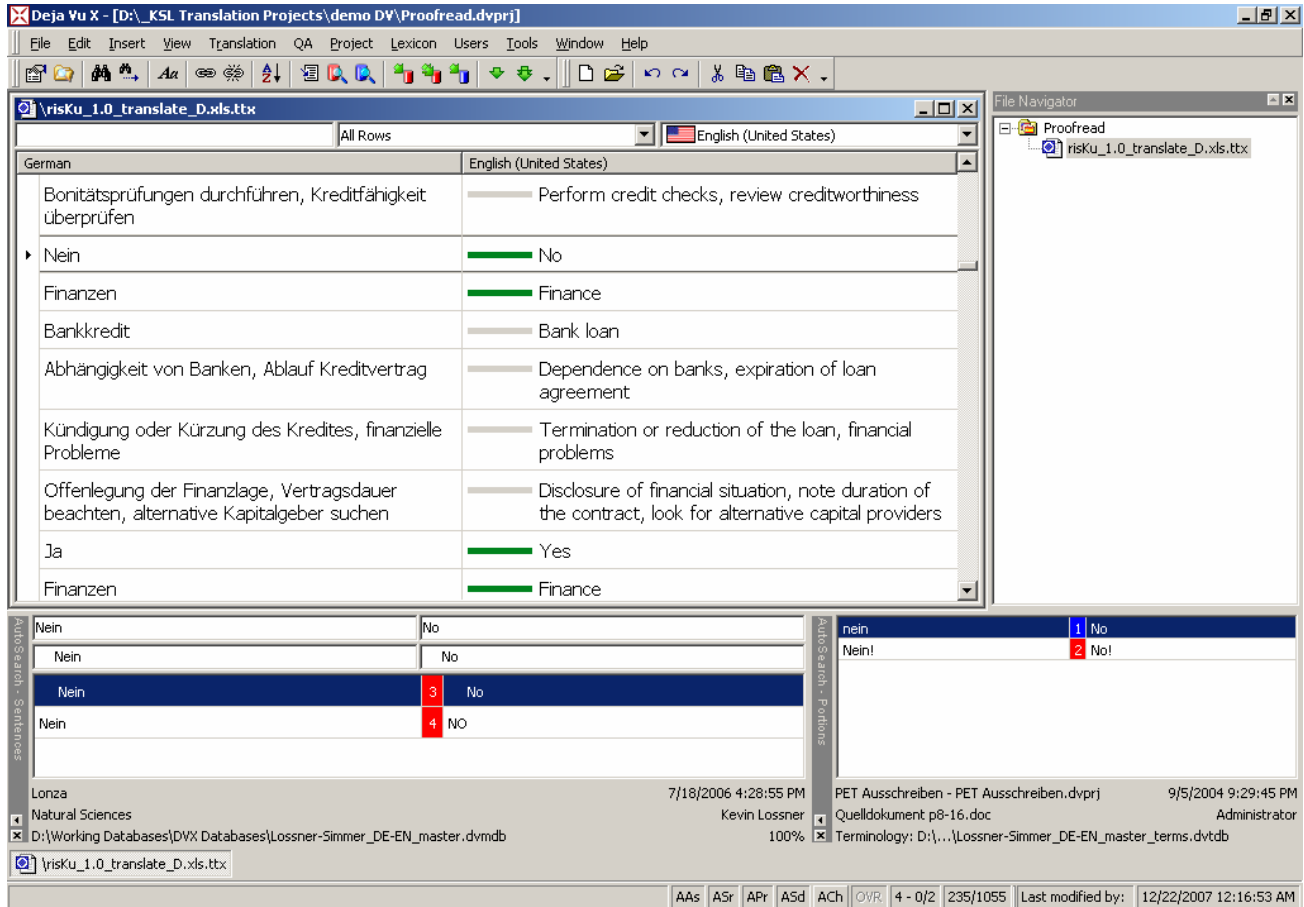 Deja Vu X - [D:\_KSL Translation Projects\demo DV\Proofread.dvprj]
File Edit Insert View Translation QA Project Lexicon Users Tools Window Help
\risKu_1.0_translate_D.xls.ttx
All Rows English (United States)
German English (United States)
Bonitätsprüfungen durchführen, Kreditfähigkeit
überprüfen
Perform credit checks, review creditworthiness
Nein No
Finanzen Finance
Bankkredit Bank loan
Abhängigkeit von Banken, Ablauf Kreditvertrag
Dependence on banks, expiration of loan
agreement
Kündigung oder Kürzung des Kredites, finanzielle
Probleme
Termination or reduction of the loan, financial
problems
Offenlegung der Finanzlage, Vertragsdauer
beachten, alternative Kapitalgeber suchen
Disclosure of financial situation, note duration of
the contract, look for alternative capital providers
Ja Yes
Finanzen Finance
File Navigator
Proofread
risKu_1.0_translate_D.xls.ttx
AutoSearch - Sentences
Nein No
Nein No
Nein 3 No
Nein 4 NO
Lonza 7/18/2006 4:28:55 PM
Natural Sciences Kevin Lossner
D:\Working Databases\DVX Databases\Lossner-Simmer_DE-EN_master.dvmdb 100%
AutoSearch - Portions
nein 1 No
Nein! 2 No!
PET Ausschreiben - PET Ausschreiben.dvprj 9/5/2004 9:29:45 PM
Quelldokument p8-16.doc Administrator
Terminology: D:\...\Lossner-Simmer_DE-EN_master_terms.dvtdb
\risKu_1.0_translate_D.xls.ttx
AAs ASr APr ASd ACh OVR 4 - 0/2 235/1055 Last modified by: 12/22/2007 12:16:53 AM